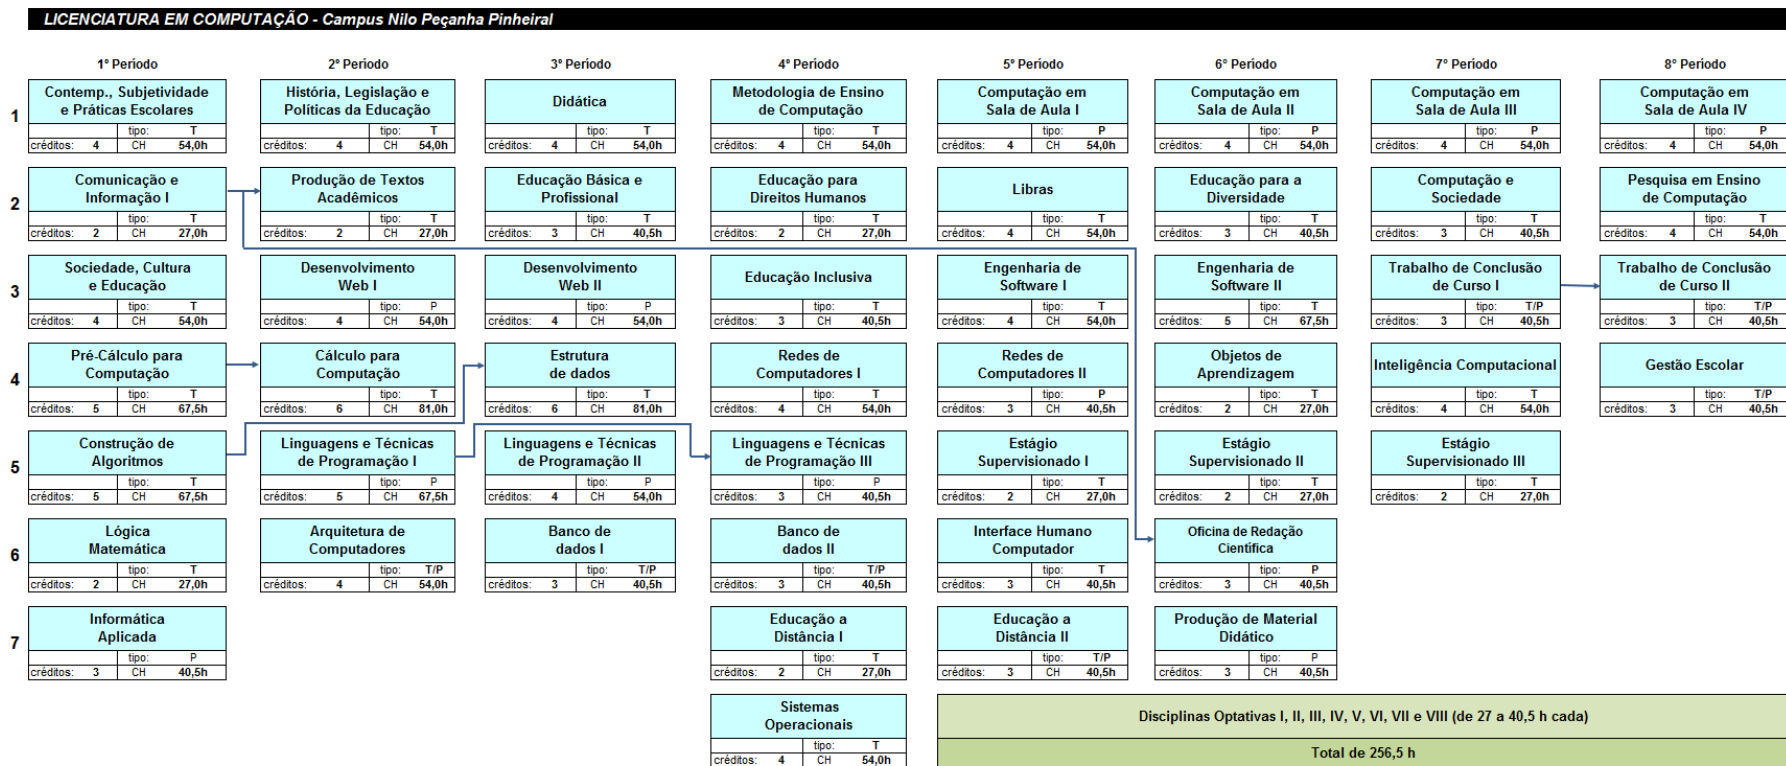 LICENCIATURA EM COMPUTAÇÃO - Campus Nilo Peçanha Pinheiral
1º Período 2º Período 3º Período 4º Período 5º Período 6º Período 7º Período 8º Período
1
Contemp., Subjetividade
e Práticas Escolares
tipo: T
créditos: 4 CH 54,0h
História, Legislação e
Políticas da Educação
tipo: T
créditos: 4 CH 54,0h
Didática
tipo: T
créditos: 4 CH 54,0h
Metodologia de Ensino
de Computação
tipo: T
créditos: 4 CH 54,0h
Computação em
Sala de Aula I
tipo: P
créditos: 4 CH 54,0h
Computação em
Sala de Aula II
tipo: P
créditos: 4 CH 54,0h
Computação em
Sala de Aula III
tipo: P
créditos: 4 CH 54,0h
Computação em
Sala de Aula IV
tipo: P
créditos: 4 CH 54,0h
2
Comunicação e
Informação I
tipo: T
créditos: 2 CH 27,0h
Produção de Textos
Acadêmicos
tipo: T
créditos: 2 CH 27,0h
Educação Básica e
Profissional
tipo: T
créditos: 3 CH 40,5h
Educação para
Direitos Humanos
tipo: T
créditos: 2 CH 27,0h
Libras
tipo: T
créditos: 4 CH 54,0h
Educação para a
Diversidade
tipo: T
créditos: 3 CH 40,5h
Computação e
Sociedade
tipo: T
créditos: 3 CH 40,5h
Pesquisa em Ensino
de Computação
tipo: T
créditos: 4 CH 54,0h
3
Sociedade, Cultura
e Educação
tipo: T
créditos: 4 CH 54,0h
Desenvolvimento
Web I
tipo: P
créditos: 4 CH 54,0h
Desenvolvimento
Web II
tipo: P
créditos: 4 CH 54,0h
Educação Inclusiva
tipo: T
créditos: 3 CH 40,5h
Engenharia de
Software I
tipo: T
créditos: 4 CH 54,0h
Engenharia de
Software II
tipo: T
créditos: 5 CH 67,5h
Trabalho de Conclusão
de Curso I
tipo: T/P
créditos: 3 CH 40,5h
Trabalho de Conclusão
de Curso II
tipo: T/P
créditos: 3 CH 40,5h
4
Pré-Cálculo para
Computação
tipo: T
créditos: 5 CH 67,5h
Cálculo para
Computação
tipo: T
créditos: 6 CH 81,0h
Estrutura
de dados
tipo: T
créditos: 6 CH 81,0h
Redes de
Computadores I
tipo: T
créditos: 4 CH 54,0h
Redes de
Computadores II
tipo: P
créditos: 3 CH 40,5h
Objetos de
Aprendizagem
tipo: T
créditos: 2 CH 27,0h
Inteligência Computacional
tipo: T
créditos: 4 CH 54,0h
Gestão Escolar
tipo: T/P
créditos: 3 CH 40,5h
5
Construção de
Algoritmos
tipo: T
créditos: 5 CH 67,5h
Linguagens e Técnicas
de Programação I
tipo: P
créditos: 5 CH 67,5h
Linguagens e Técnicas
de Programação II
tipo: P
créditos: 4 CH 54,0h
Linguagens e Técnicas
de Programação III
tipo: P
créditos: 3 CH 40,5h
Estágio
Supervisionado I
tipo: T
créditos: 2 CH 27,0h
Estágio
Supervisionado II
tipo: T
créditos: 2 CH 27,0h
Estágio
Supervisionado III
tipo: T
créditos: 2 CH 27,0h
6
Lógica
Matemática
tipo: T
créditos: 2 CH 27,0h
Arquitetura de
Computadores
tipo: T/P
créditos: 4 CH 54,0h
Banco de
dados I
tipo: T/P
créditos: 3 CH 40,5h
Banco de
dados II
tipo: T/P
créditos: 3 CH 40,5h
Interface Humano
Computador
tipo: T
créditos: 3 CH 40,5h
Oficina de Redação
Científica
tipo: P
créditos: 3 CH 40,5h
7
Informática
Aplicada
tipo: P
créditos: 3 CH 40,5h
Educação a
Distância I
tipo: T
créditos: 2 CH 27,0h
Educação a
Distância II
tipo: T/P
créditos: 3 CH 40,5h
Produção de Material
Didático
tipo: P
créditos: 3 CH 40,5h
Sistemas
Operacionais
tipo: T
créditos: 4 CH 54,0h
Disciplinas Optativas I, II, III, IV, V, VI, VII e VIII (de 27 a 40,5 h cada)
Total de 256,5 h